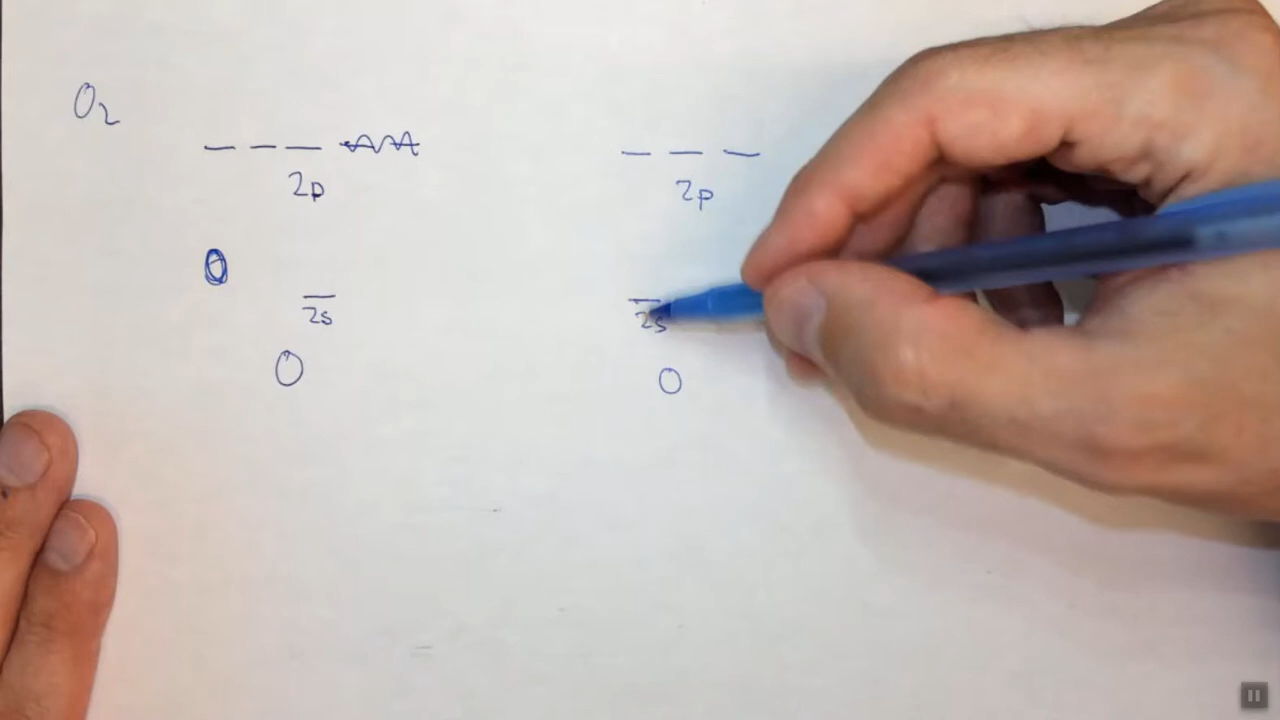 O₂
2p 2p
O
2s 2s
O O